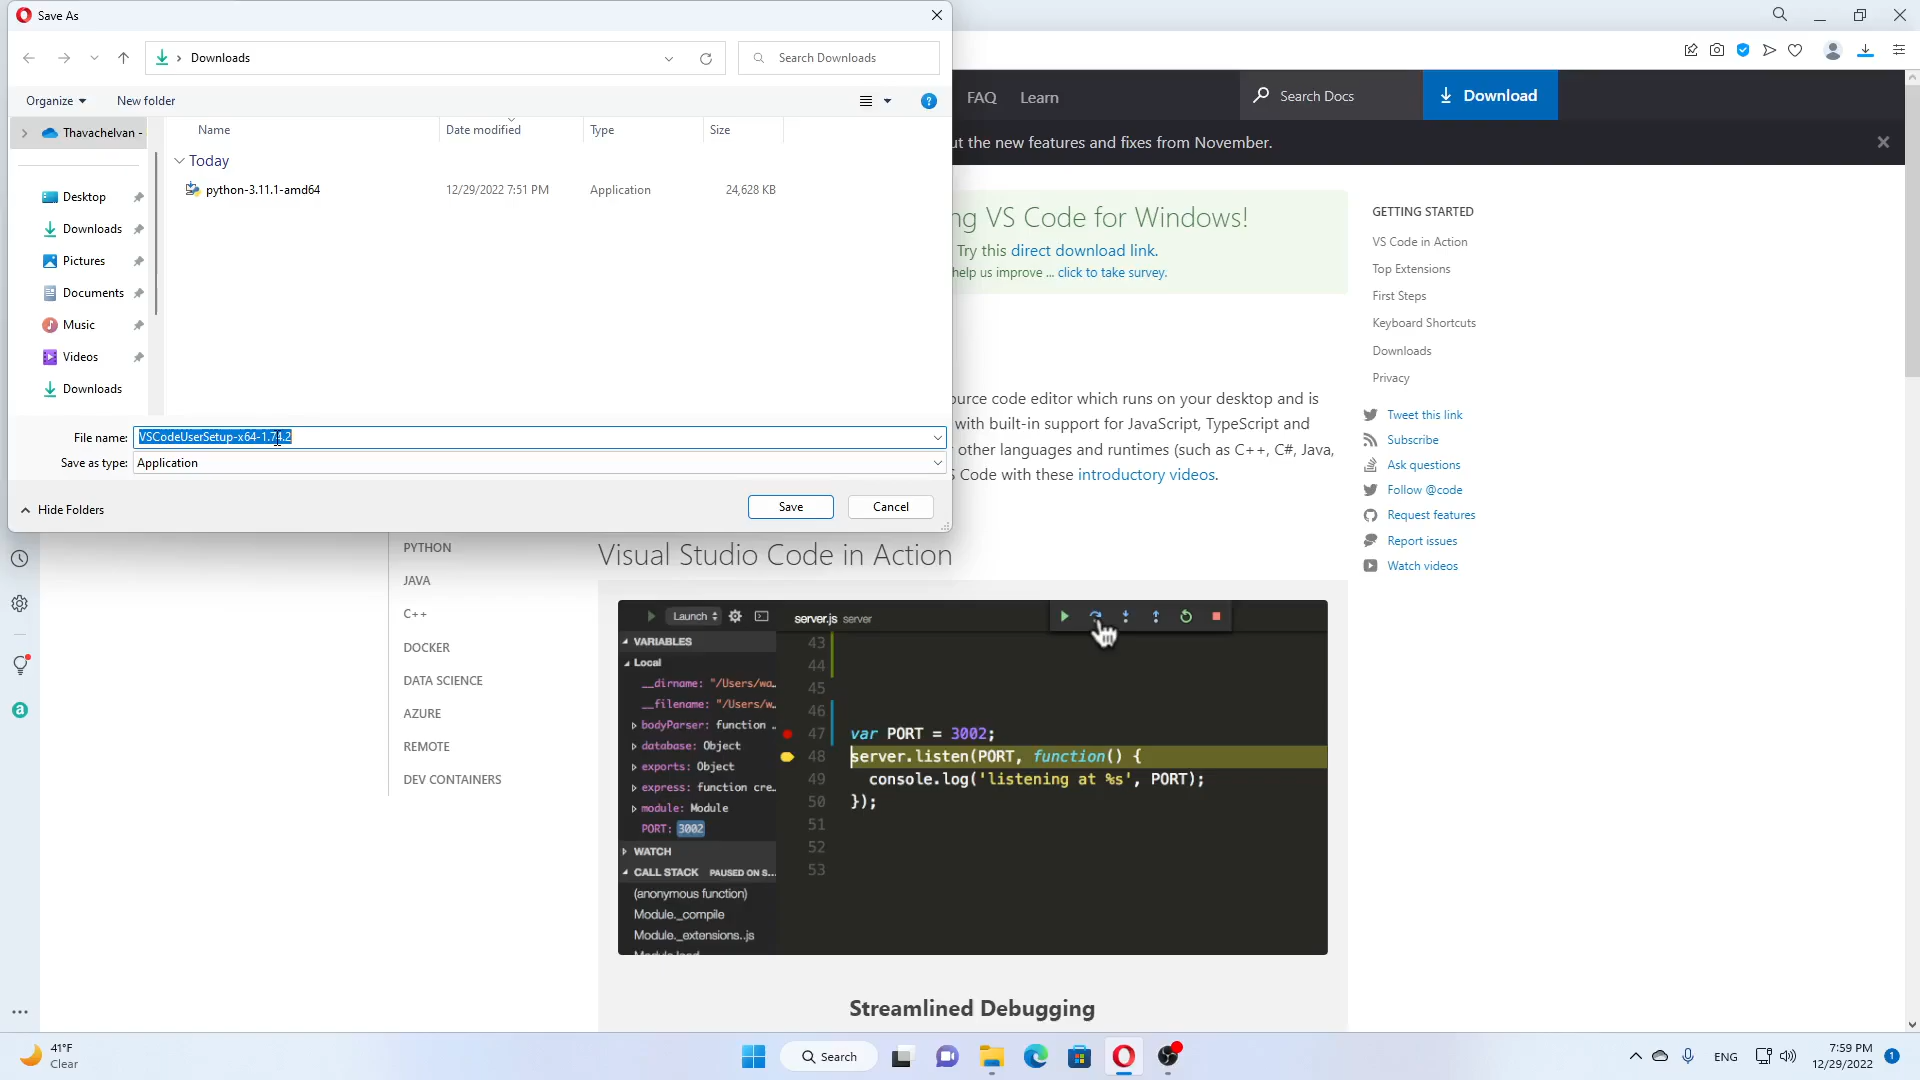 Save As
Downloads
Search Downloads
Organize
New folder
Name
Date modified
Type
Size
Thavachelvan -
Today
python-3.11.1-amd64
12/29/2022 7:51 PM
Application
24,628 KB
Desktop
Downloads
Pictures
Documents
Music
Videos
Downloads
File name:
VSCodeUserSetup-x64-1.74.2
Save as type:
Application
Hide Folders
Save
Cancel
FAQ
Learn
Search Docs
Download
ut the new features and fixes from November.
ng VS Code for Windows!
Try this direct download link.
help us improve ... click to take survey.
GETTING STARTED
VS Code in Action
Top Extensions
First Steps
Keyboard Shortcuts
Downloads
Privacy
Tweet this link
Subscribe
Ask questions
Follow @code
Request features
Report issues
Watch videos
ource code editor which runs on your desktop and is
with built-in support for JavaScript, TypeScript and
other languages and runtimes (such as C++, C#, Java,
S Code with these introductory videos.
PYTHON
JAVA
C++
DOCKER
DATA SCIENCE
AZURE
REMOTE
DEV CONTAINERS
Visual Studio Code in Action
Launch
server.js server
VARIABLES
Local
__dirname: "/Users/wa…
__filename: "/Users/w…
bodyParser: function …
database: Object
exports: Object
express: function cre…
module: Module
PORT: 3002
WATCH
CALL STACK PAUSED ON S…
(anonymous function)
Module._compile
Module._extensions..js
Module.load
43
44
45
46
47 var PORT = 3002;
48 server.listen(PORT, function() {
49 console.log('listening at %s', PORT);
50 });
51
52
53
Streamlined Debugging
41°F
Clear
Search
ENG
7:59 PM
12/29/2022
1